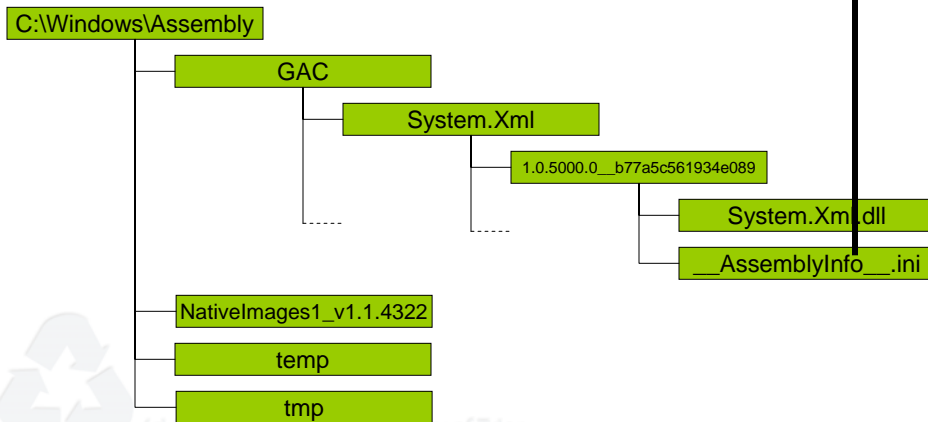 C:\Windows\Assembly
GAC
System.Xml
1.0.5000.0__b77a5c561934e089
System.Xml.dll
__AssemblyInfo__.ini
NativeImages1_v1.1.4322
temp
tmp